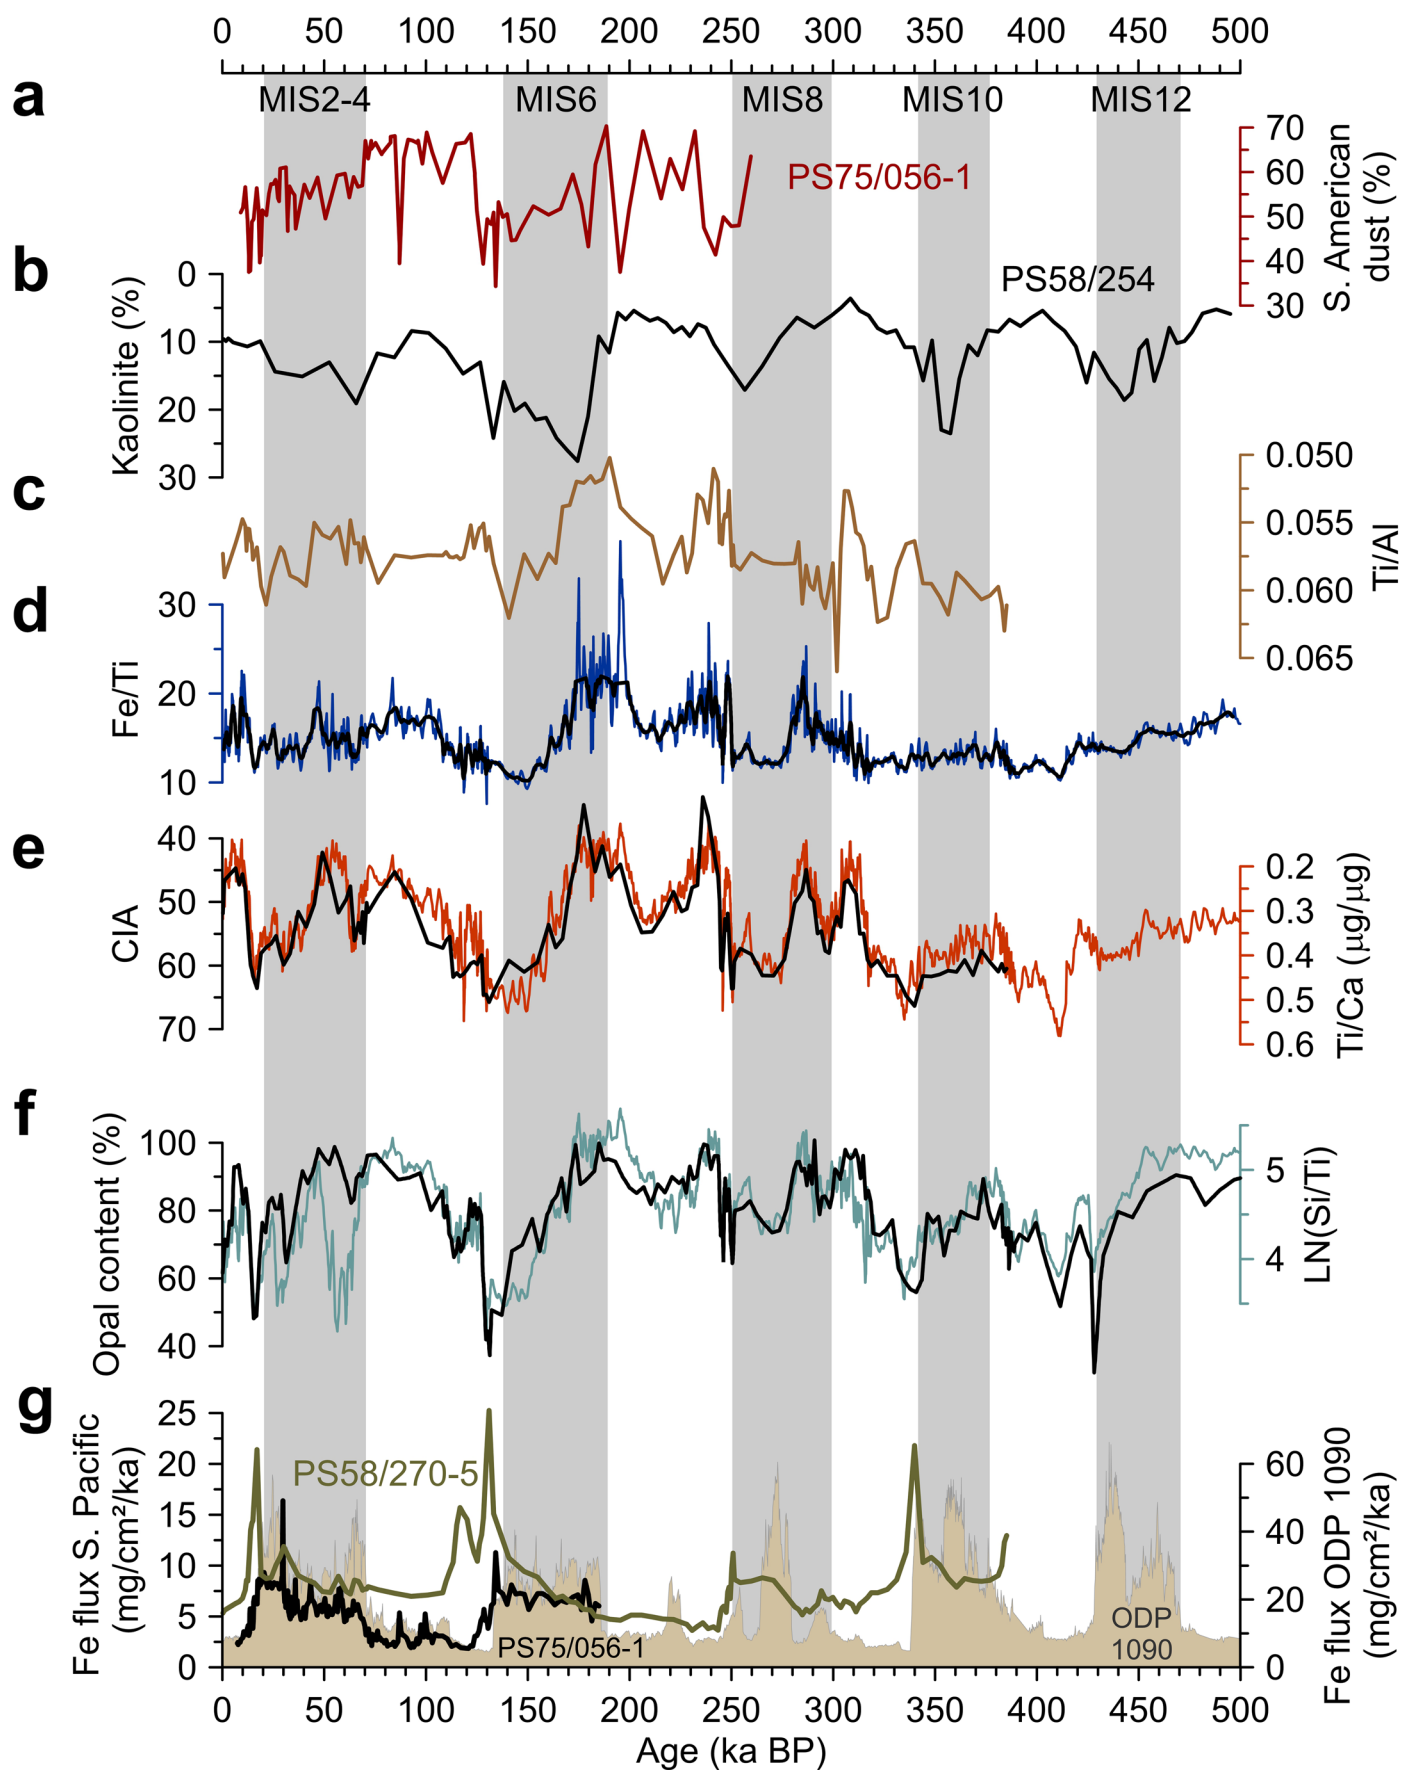 0 50 100 150 200 250 300 350 400 450 500
a
MIS2-4 MIS6 MIS8 MIS10 MIS12
70
60
50
40
30
S. American
dust (%)
PS75/056-1
b
0
10
20
30
Kaolinite (%)
PS58/254
c
0.050
0.055
0.060
0.065
Ti/Al
d
30
20
10
Fe/Ti
e
40
50
60
70
CIA
0.2
0.3
0.4
0.5
0.6
Ti/Ca (µg/µg)
f
100
80
60
40
Opal content (%)
5
4
LN(Si/Ti)
g
25
20
15
10
5
0
Fe flux S. Pacific
(mg/cm²/ka)
PS58/270-5
PS75/056-1
ODP
1090
60
40
20
0
Fe flux ODP 1090
(mg/cm²/ka)
0 50 100 150 200 250 300 350 400 450 500
Age (ka BP)